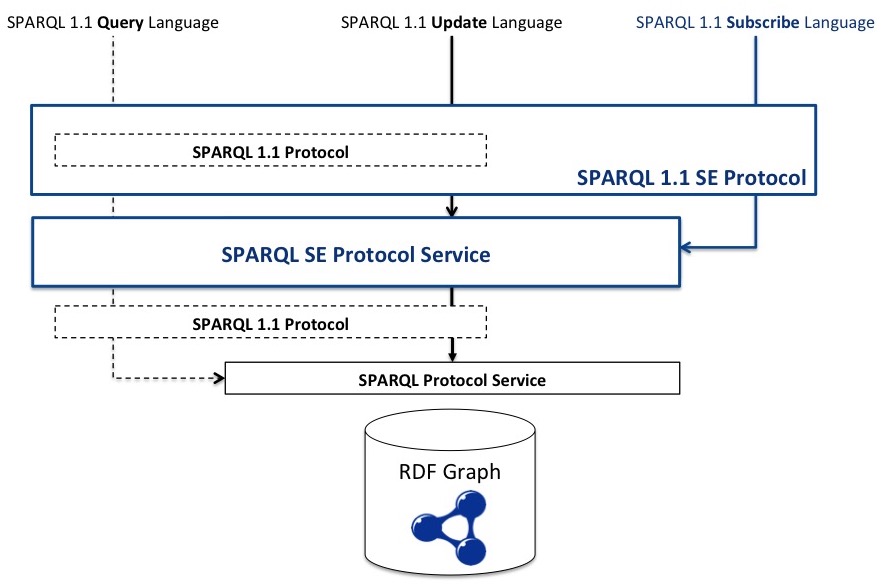 SPARQL 1.1 Query Language
SPARQL 1.1 Update Language
SPARQL 1.1 Subscribe Language
SPARQL 1.1 Protocol
SPARQL 1.1 SE Protocol
SPARQL SE Protocol Service
SPARQL 1.1 Protocol
SPARQL Protocol Service
RDF Graph